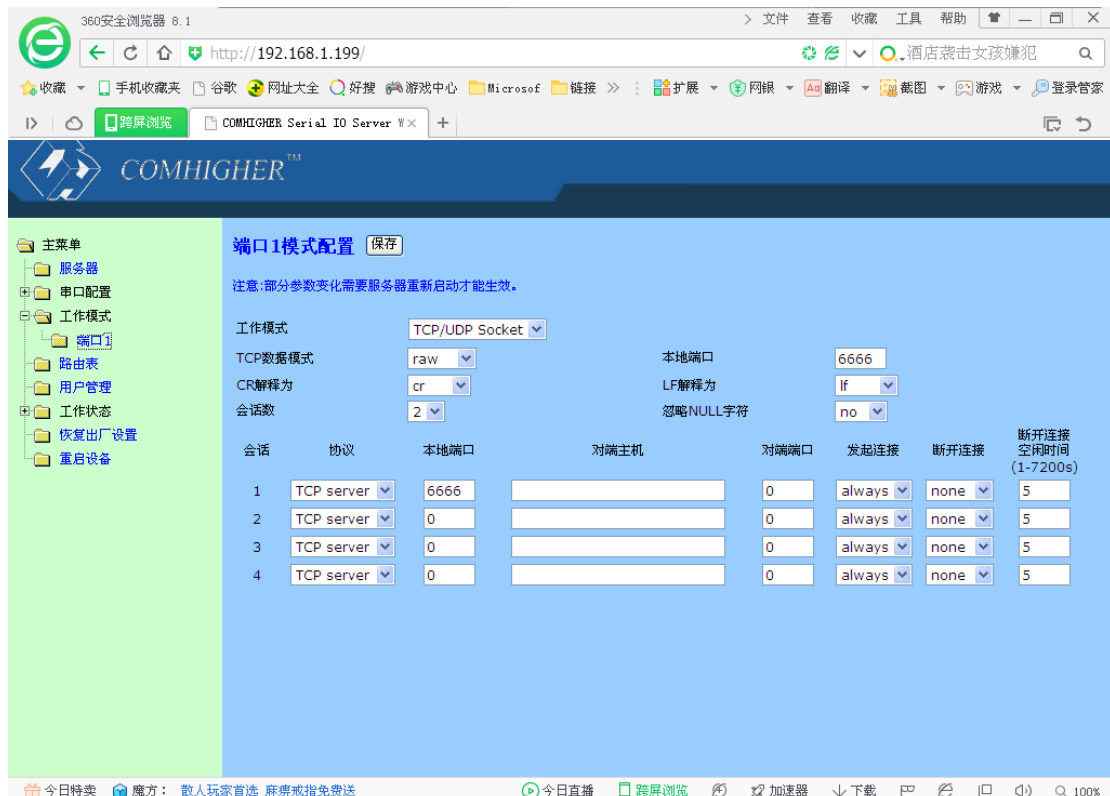 360安全浏览器 8.1
文件 查看 收藏 工具 帮助
http://192.168.1.199/
酒店袭击女孩嫌犯
收藏 手机收藏夹 谷歌 网址大全 好搜 游戏中心 Microsof 链接 扩展 网银 翻译 截图 游戏 登录管家
跨屏浏览 COMHIGHER Serial IO Server W
COMHIGHER™
主菜单
服务器
串口配置
工作模式
端口1
路由表
用户管理
工作状态
恢复出厂设置
重启设备
端口1模式配置 保存
注意:部分参数变化需要服务器重新启动才能生效。
工作模式 TCP/UDP Socket
TCP数据模式 raw 本地端口 6666
CR解释为 cr LF解释为 lf
会话数 2 忽略NULL字符 no
会话 协议 本地端口 对端主机 对端端口 发起连接 断开连接 断开连接空闲时间(1-7200s)
1 TCP server 6666 0 always none 5
2 TCP server 0 0 always none 5
3 TCP server 0 0 always none 5
4 TCP server 0 0 always none 5
今日特卖 魔方: 散人玩家首选 麻痹戒指免费送 今日直播 跨屏浏览 加速器 下载 100%